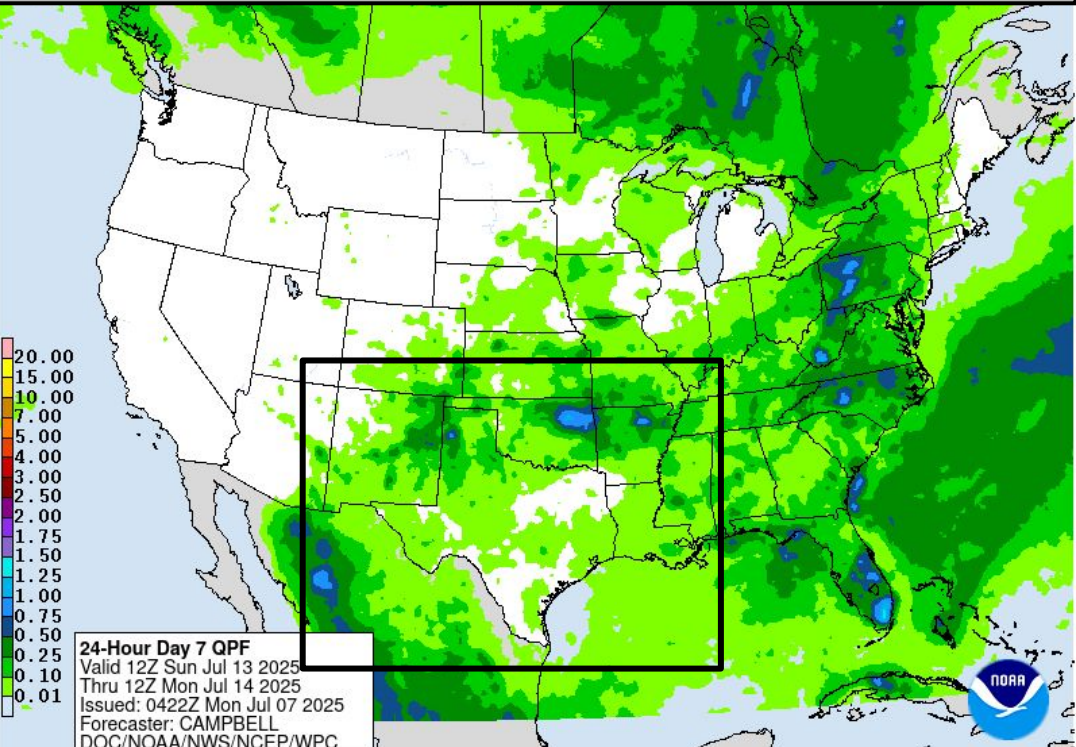 20.00
15.00
10.00
7.00
5.00
4.00
3.00
2.50
2.00
1.75
1.50
1.25
1.00
0.75
0.50
0.25
0.10
0.01
24-Hour Day 7 QPF
Valid 12Z Sun Jul 13 2025
Thru 12Z Mon Jul 14 2025
Issued: 0422Z Mon Jul 07 2025
Forecaster: CAMPBELL
DOC/NOAA/NWS/NCEP/WPC
NOAA